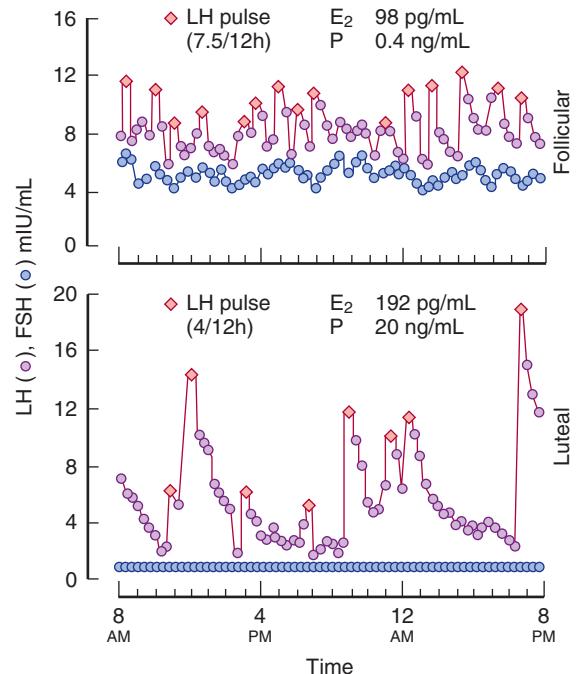 LH pulse
(7.5/12h)
E₂ 98 pg/mL
P 0.4 ng/mL
16
12
8
4
0
Follicular
LH (○), FSH (○) mIU/mL
LH pulse
(4/12h)
E₂ 192 pg/mL
P 20 ng/mL
20
16
12
8
4
0
Luteal
8 AM
4 PM
12 AM
8 PM
Time